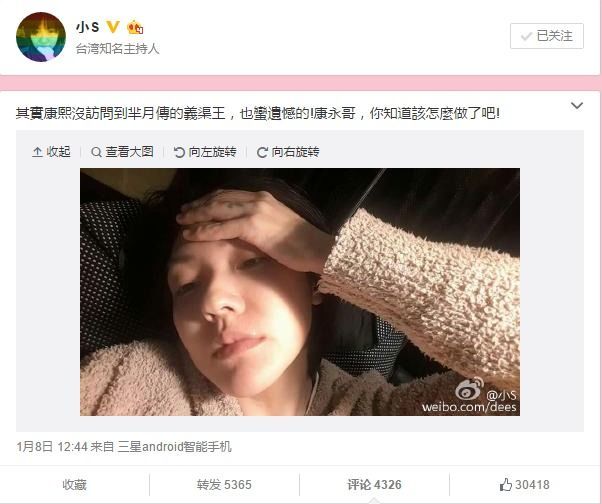 小S
台湾知名主持人
已关注
其實康熙沒訪問到羋月傳的義渠王，也蠻遺憾的!康永哥，你知道該怎麼做了吧!
收起 查看大图 向左旋转 向右旋转
@小S
weibo.com/dees
1月8日 12:44 来自 三星android智能手机
收藏 转发 5365 评论 4326 30418